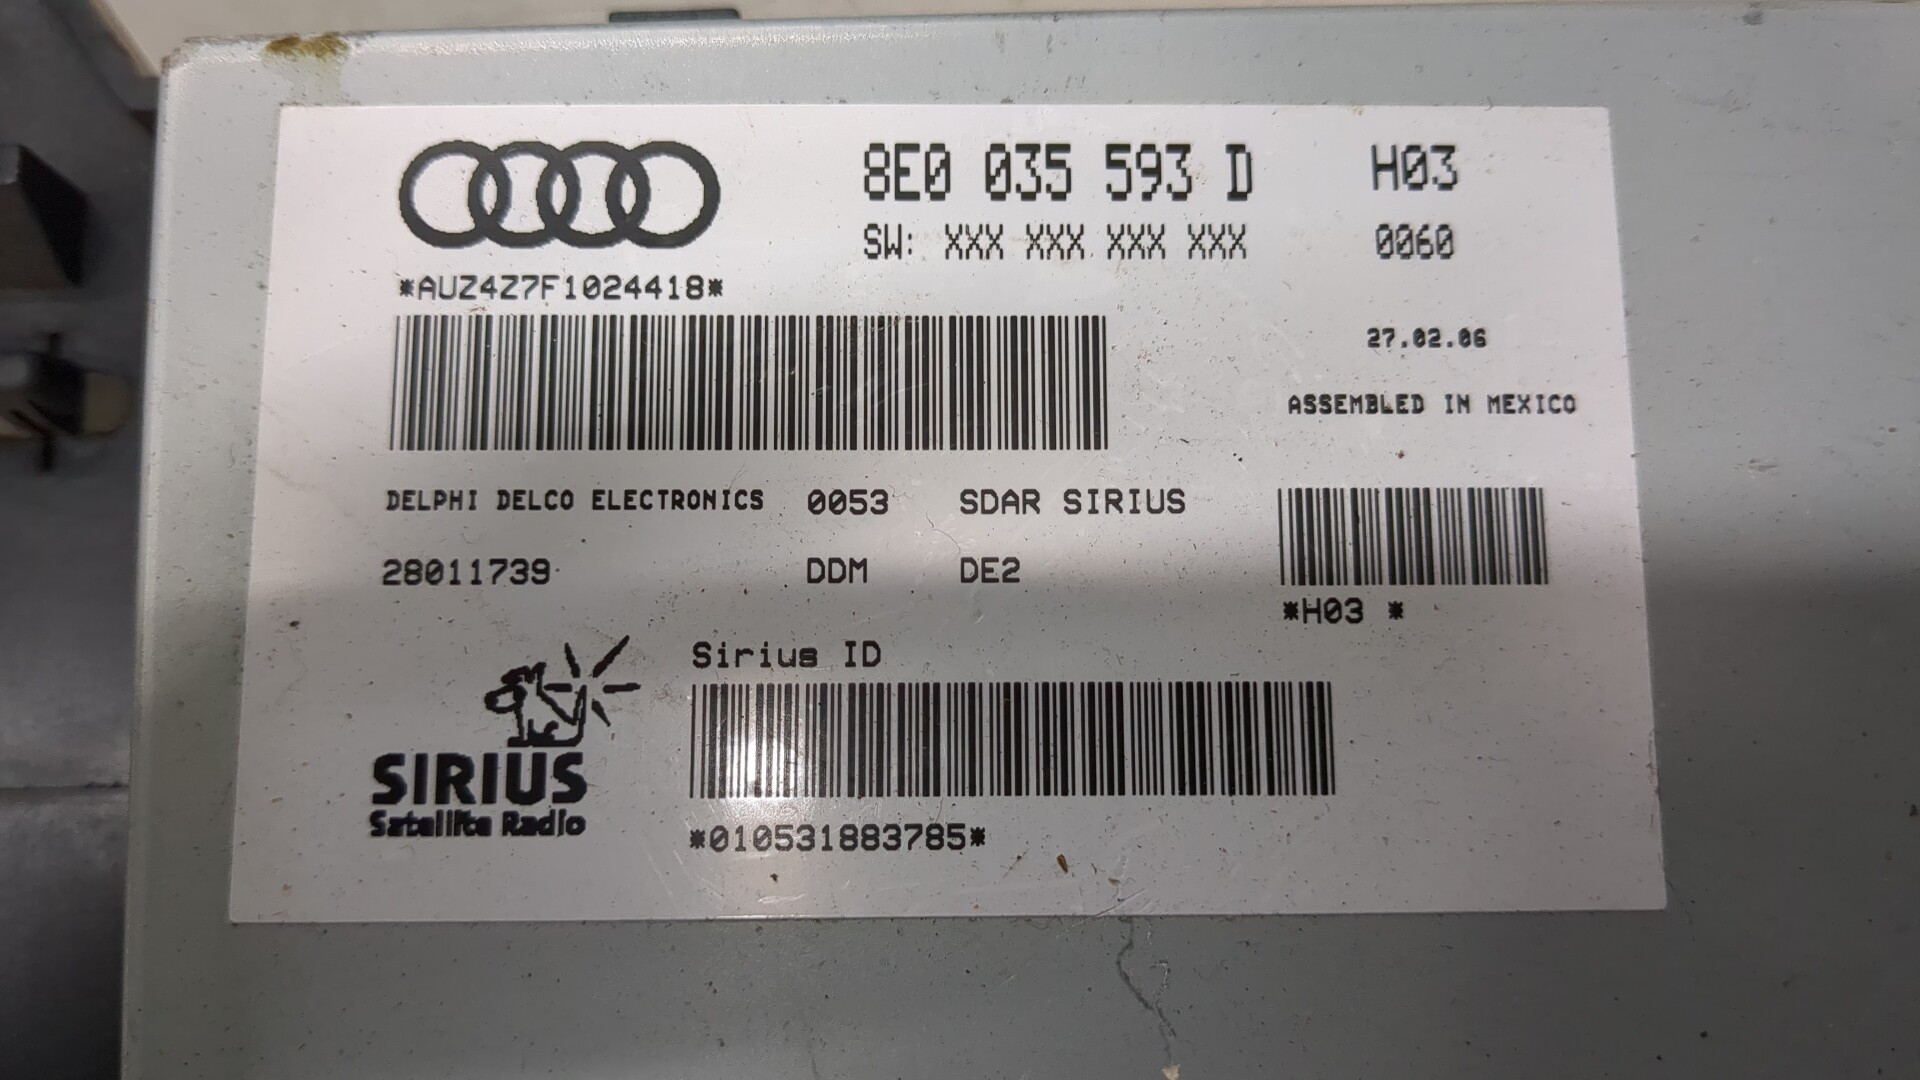 8E0 035 593 D H03
SW: XXX XXX XXX XXX 0060
*AUZ4Z7F1024418*
27.02.06
ASSEMBLED IN MEXICO
DELPHI DELCO ELECTRONICS 0053 SDAR SIRIUS
28011739 DDM DE2
*H03 *
Sirius ID
SIRIUS
Satellite Radio
*010531883785*